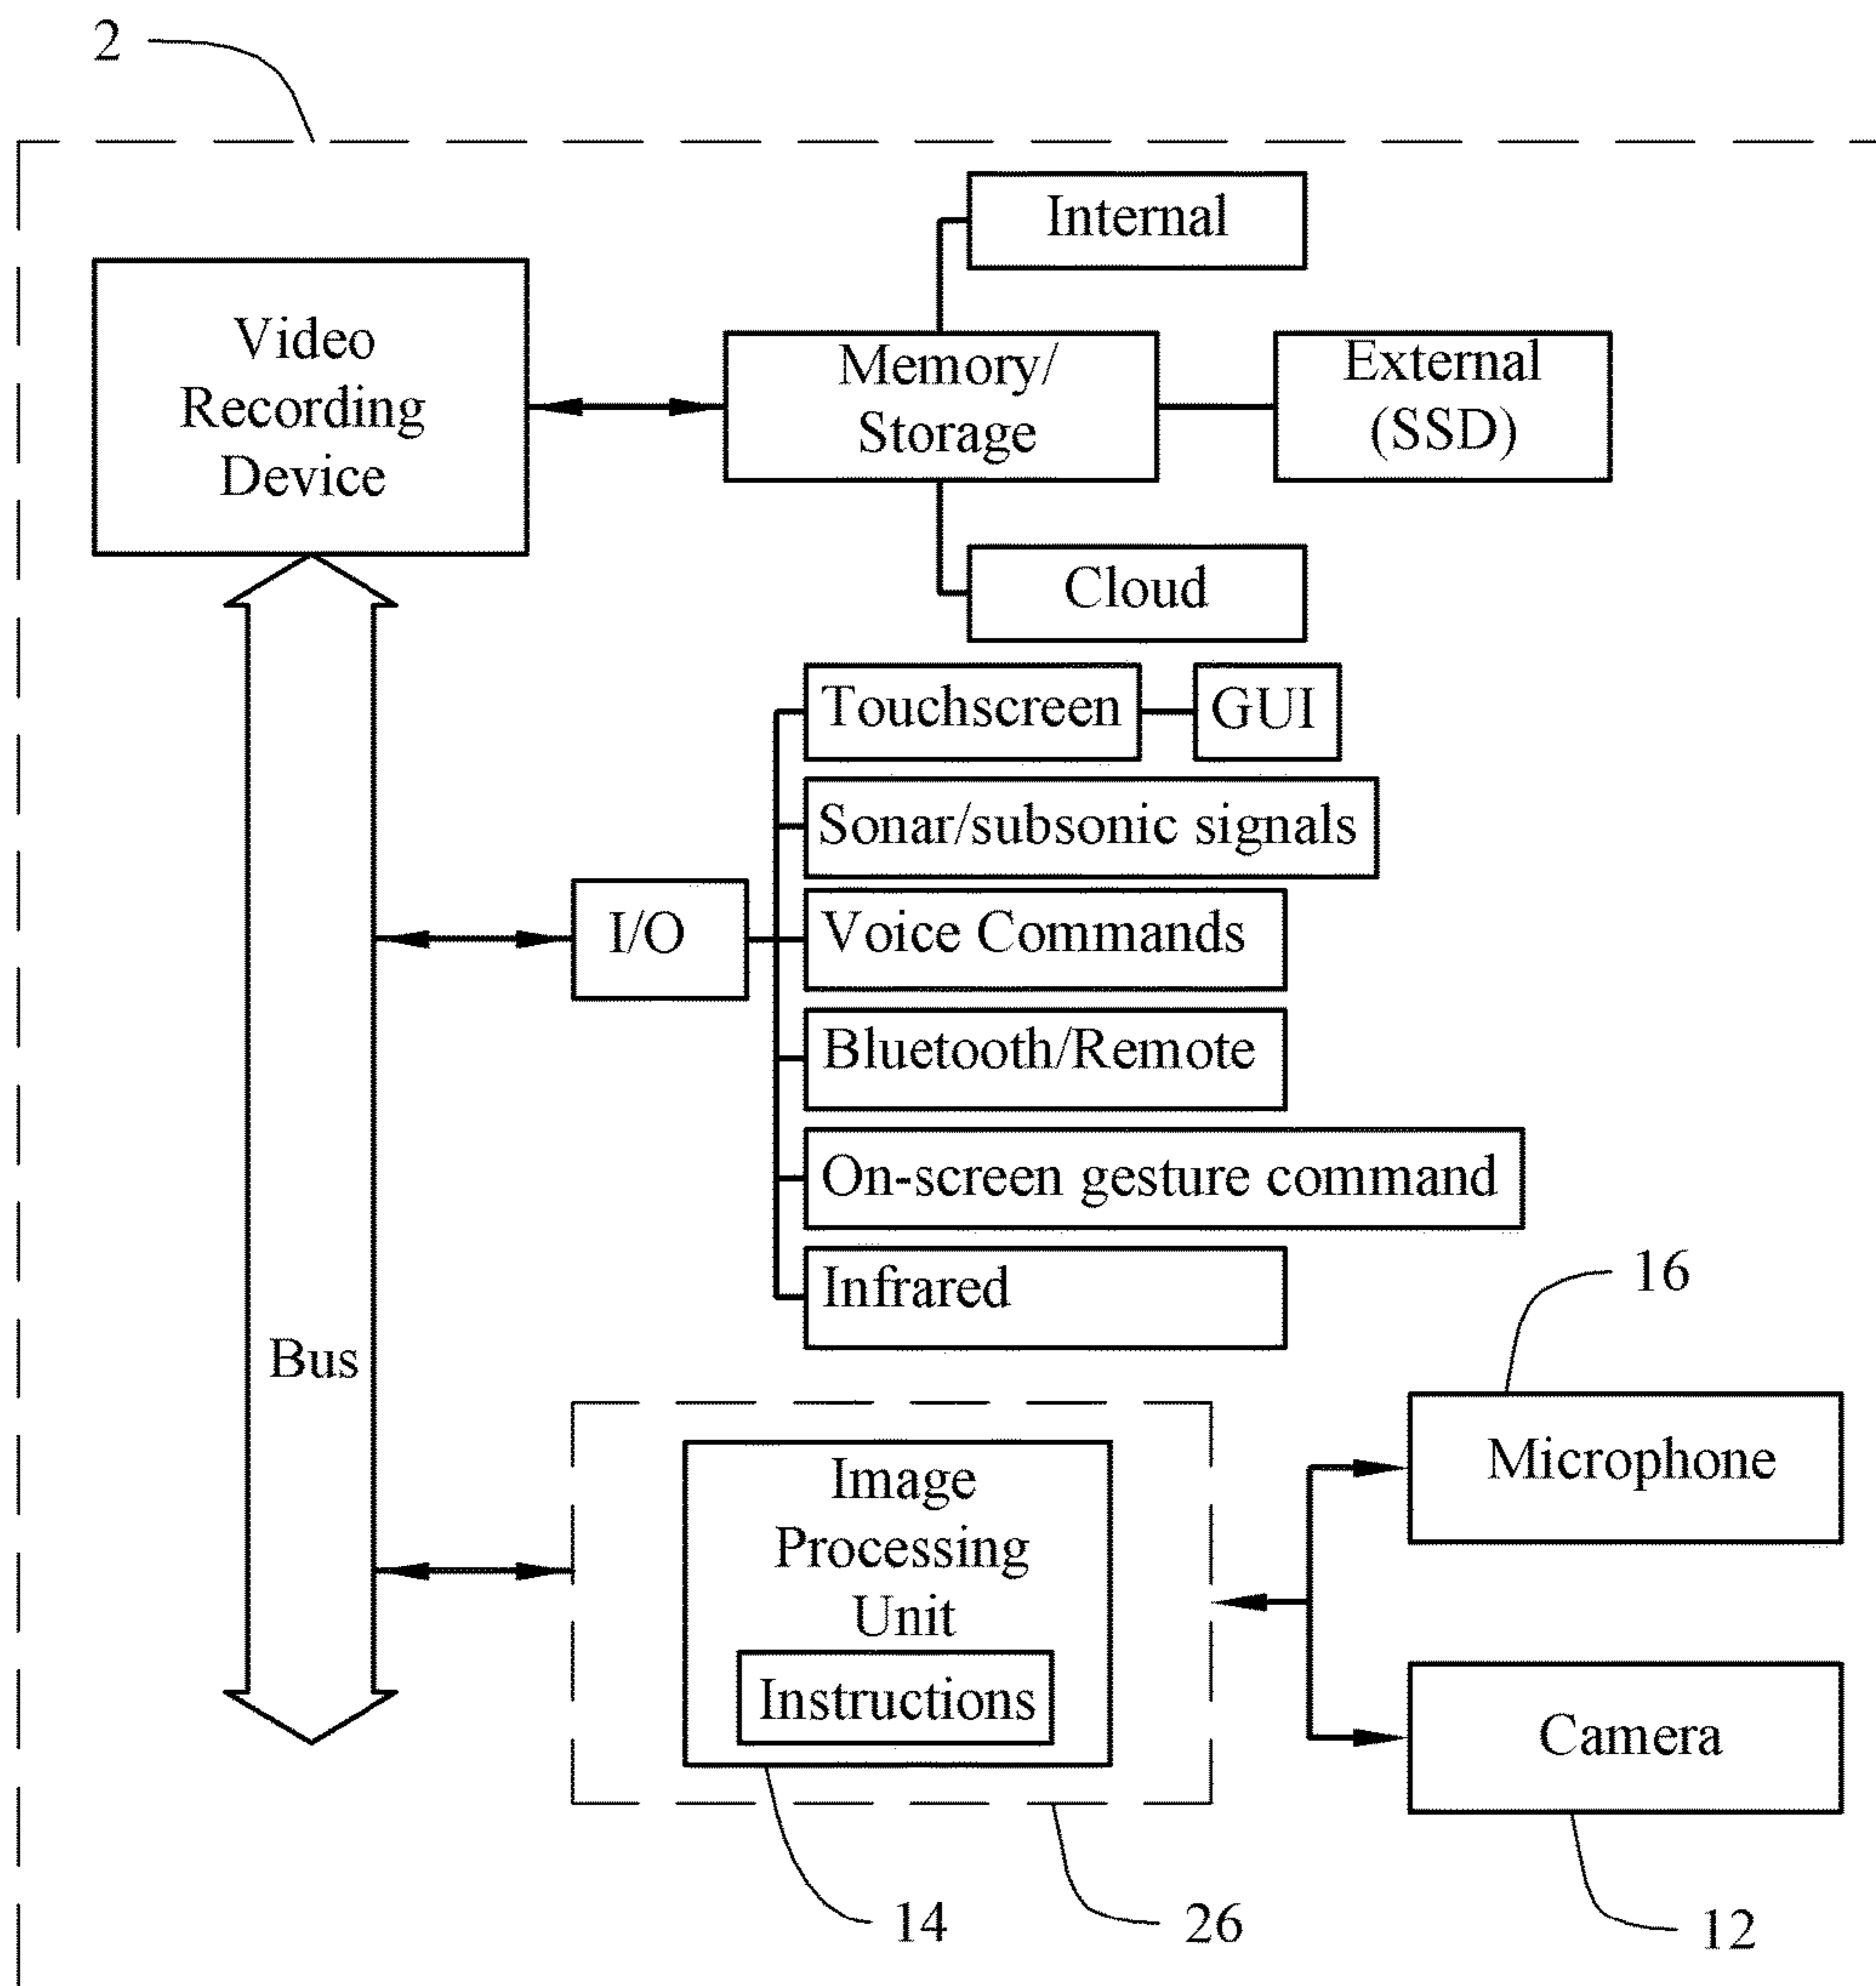 2
Internal
Video
Recording
Device
Memory/
Storage
External
(SSD)
Cloud
Touchscreen
GUI
Sonar/subsonic signals
I/O
Voice Commands
Bluetooth/Remote
On-screen gesture command
Infrared
Bus
16
Microphone
Image
Processing
Unit
Instructions
Camera
14
26
12